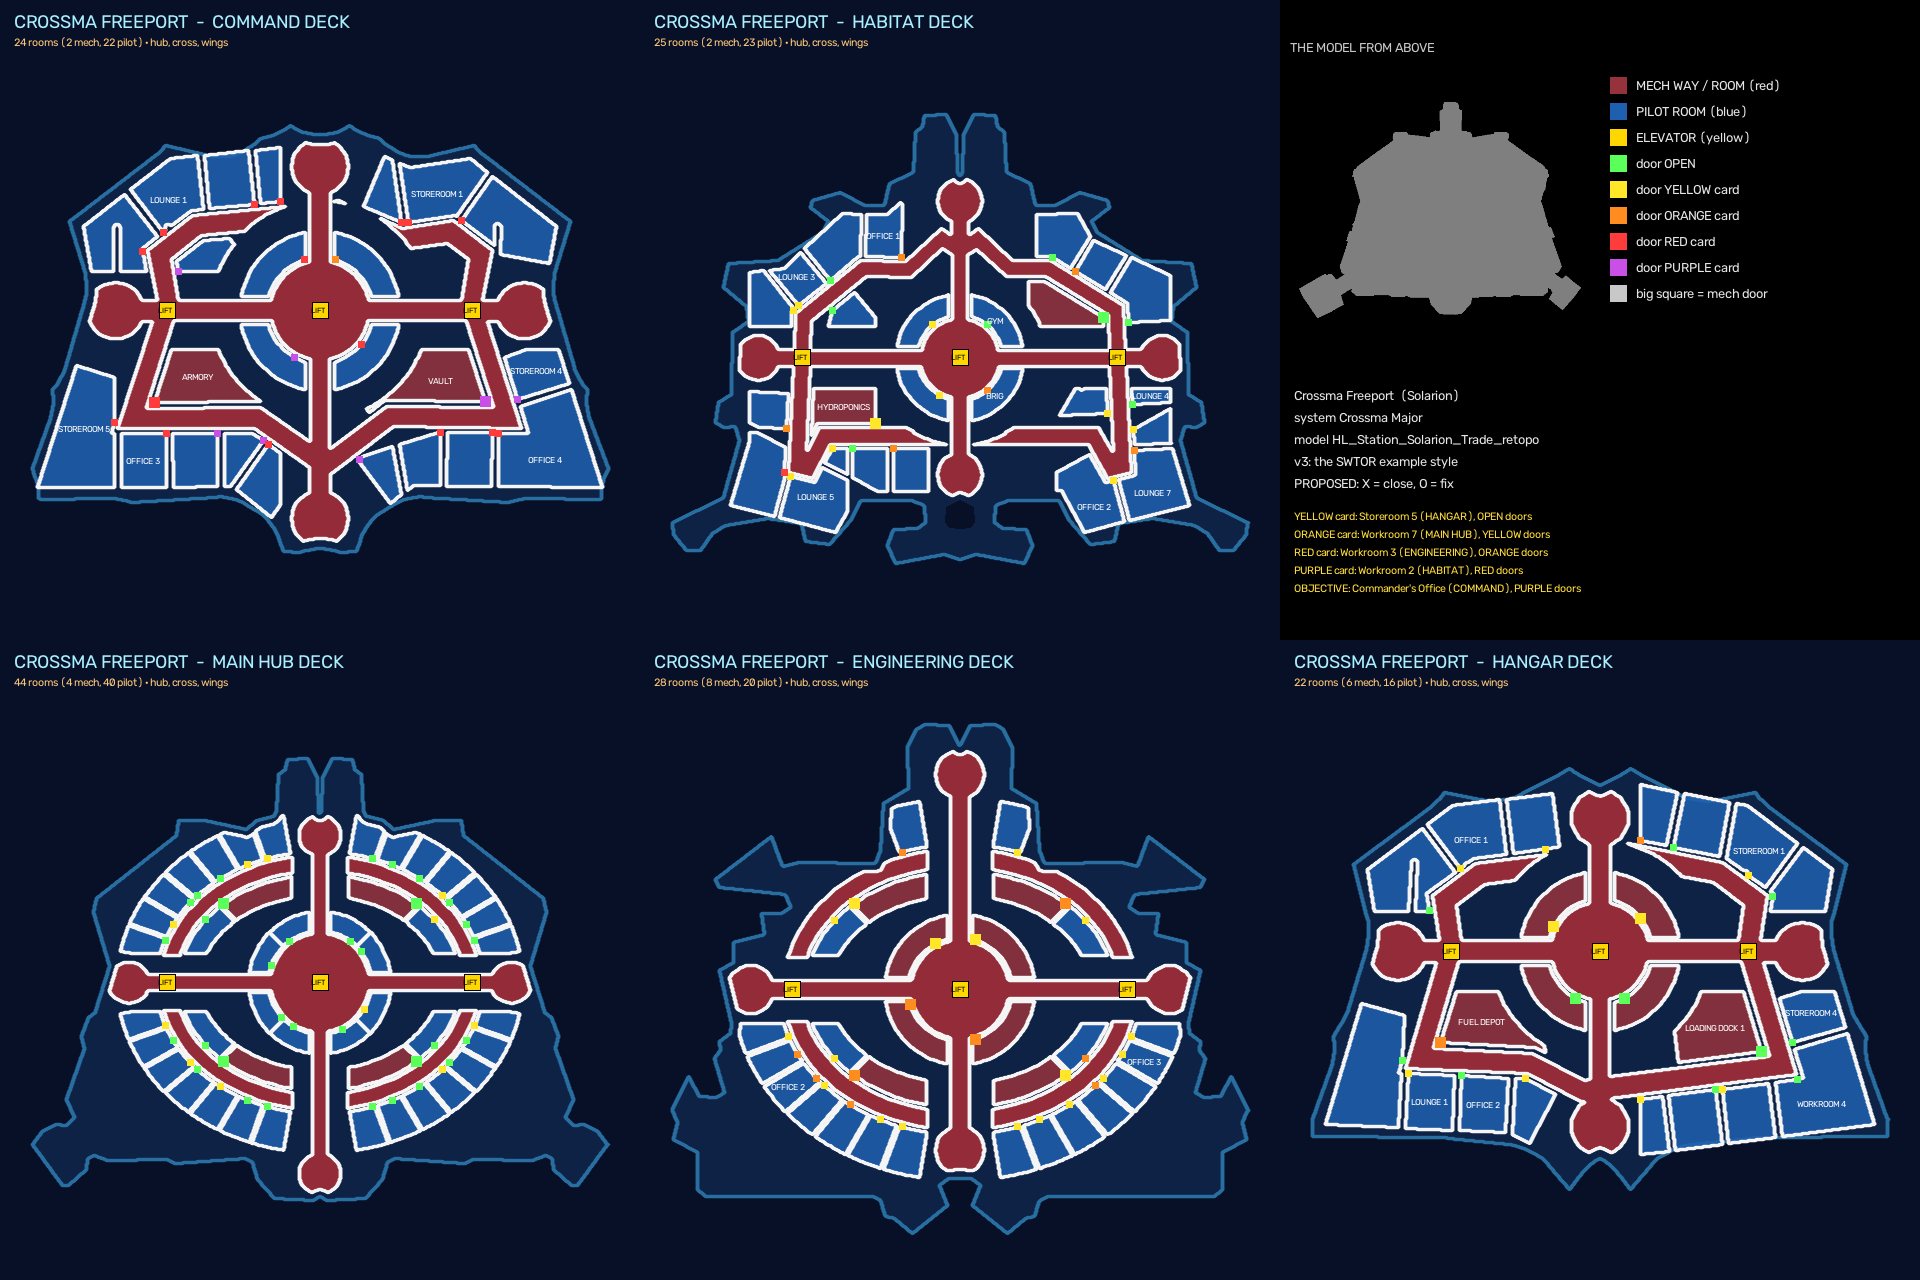 CROSSMA FREEPORT - COMMAND DECK
24 rooms (2 mech, 22 pilot) • hub, cross, wings
LOUNGE 1
STOREROOM 1
LIFT
LIFT
LIFT
ARMORY
VAULT
STOREROOM 4
STOREROOM 5
OFFICE 3
OFFICE 4
CROSSMA FREEPORT - HABITAT DECK
25 rooms (2 mech, 23 pilot) • hub, cross, wings
OFFICE 1
LOUNGE 3
GYM
LIFT
LIFT
LIFT
HYDROPONICS
BRIG
LOUNGE 4
LOUNGE 5
OFFICE 2
LOUNGE 7
THE MODEL FROM ABOVE
MECH WAY / ROOM (red)
PILOT ROOM (blue)
ELEVATOR (yellow)
door OPEN
door YELLOW card
door ORANGE card
door RED card
door PURPLE card
big square = mech door
Crossma Freeport (Solarion)
system Crossma Major
model HL_Station_Solarion_Trade_retopo
v3: the SWTOR example style
PROPOSED: X = close, O = fix
YELLOW card: Storeroom 5 (HANGAR), OPEN doors
ORANGE card: Workroom 7 (MAIN HUB), YELLOW doors
RED card: Workroom 3 (ENGINEERING), ORANGE doors
PURPLE card: Workroom 2 (HABITAT), RED doors
OBJECTIVE: Commander's Office (COMMAND), PURPLE doors
CROSSMA FREEPORT - MAIN HUB DECK
44 rooms (4 mech, 40 pilot) • hub, cross, wings
LIFT
LIFT
LIFT
CROSSMA FREEPORT - ENGINEERING DECK
28 rooms (8 mech, 20 pilot) • hub, cross, wings
LIFT
LIFT
LIFT
OFFICE 3
OFFICE 2
CROSSMA FREEPORT - HANGAR DECK
22 rooms (6 mech, 16 pilot) • hub, cross, wings
OFFICE 1
STOREROOM 1
LIFT
LIFT
LIFT
FUEL DEPOT
LOADING DOCK 1
STOREROOM 4
LOUNGE 1
OFFICE 2
WORKROOM 4